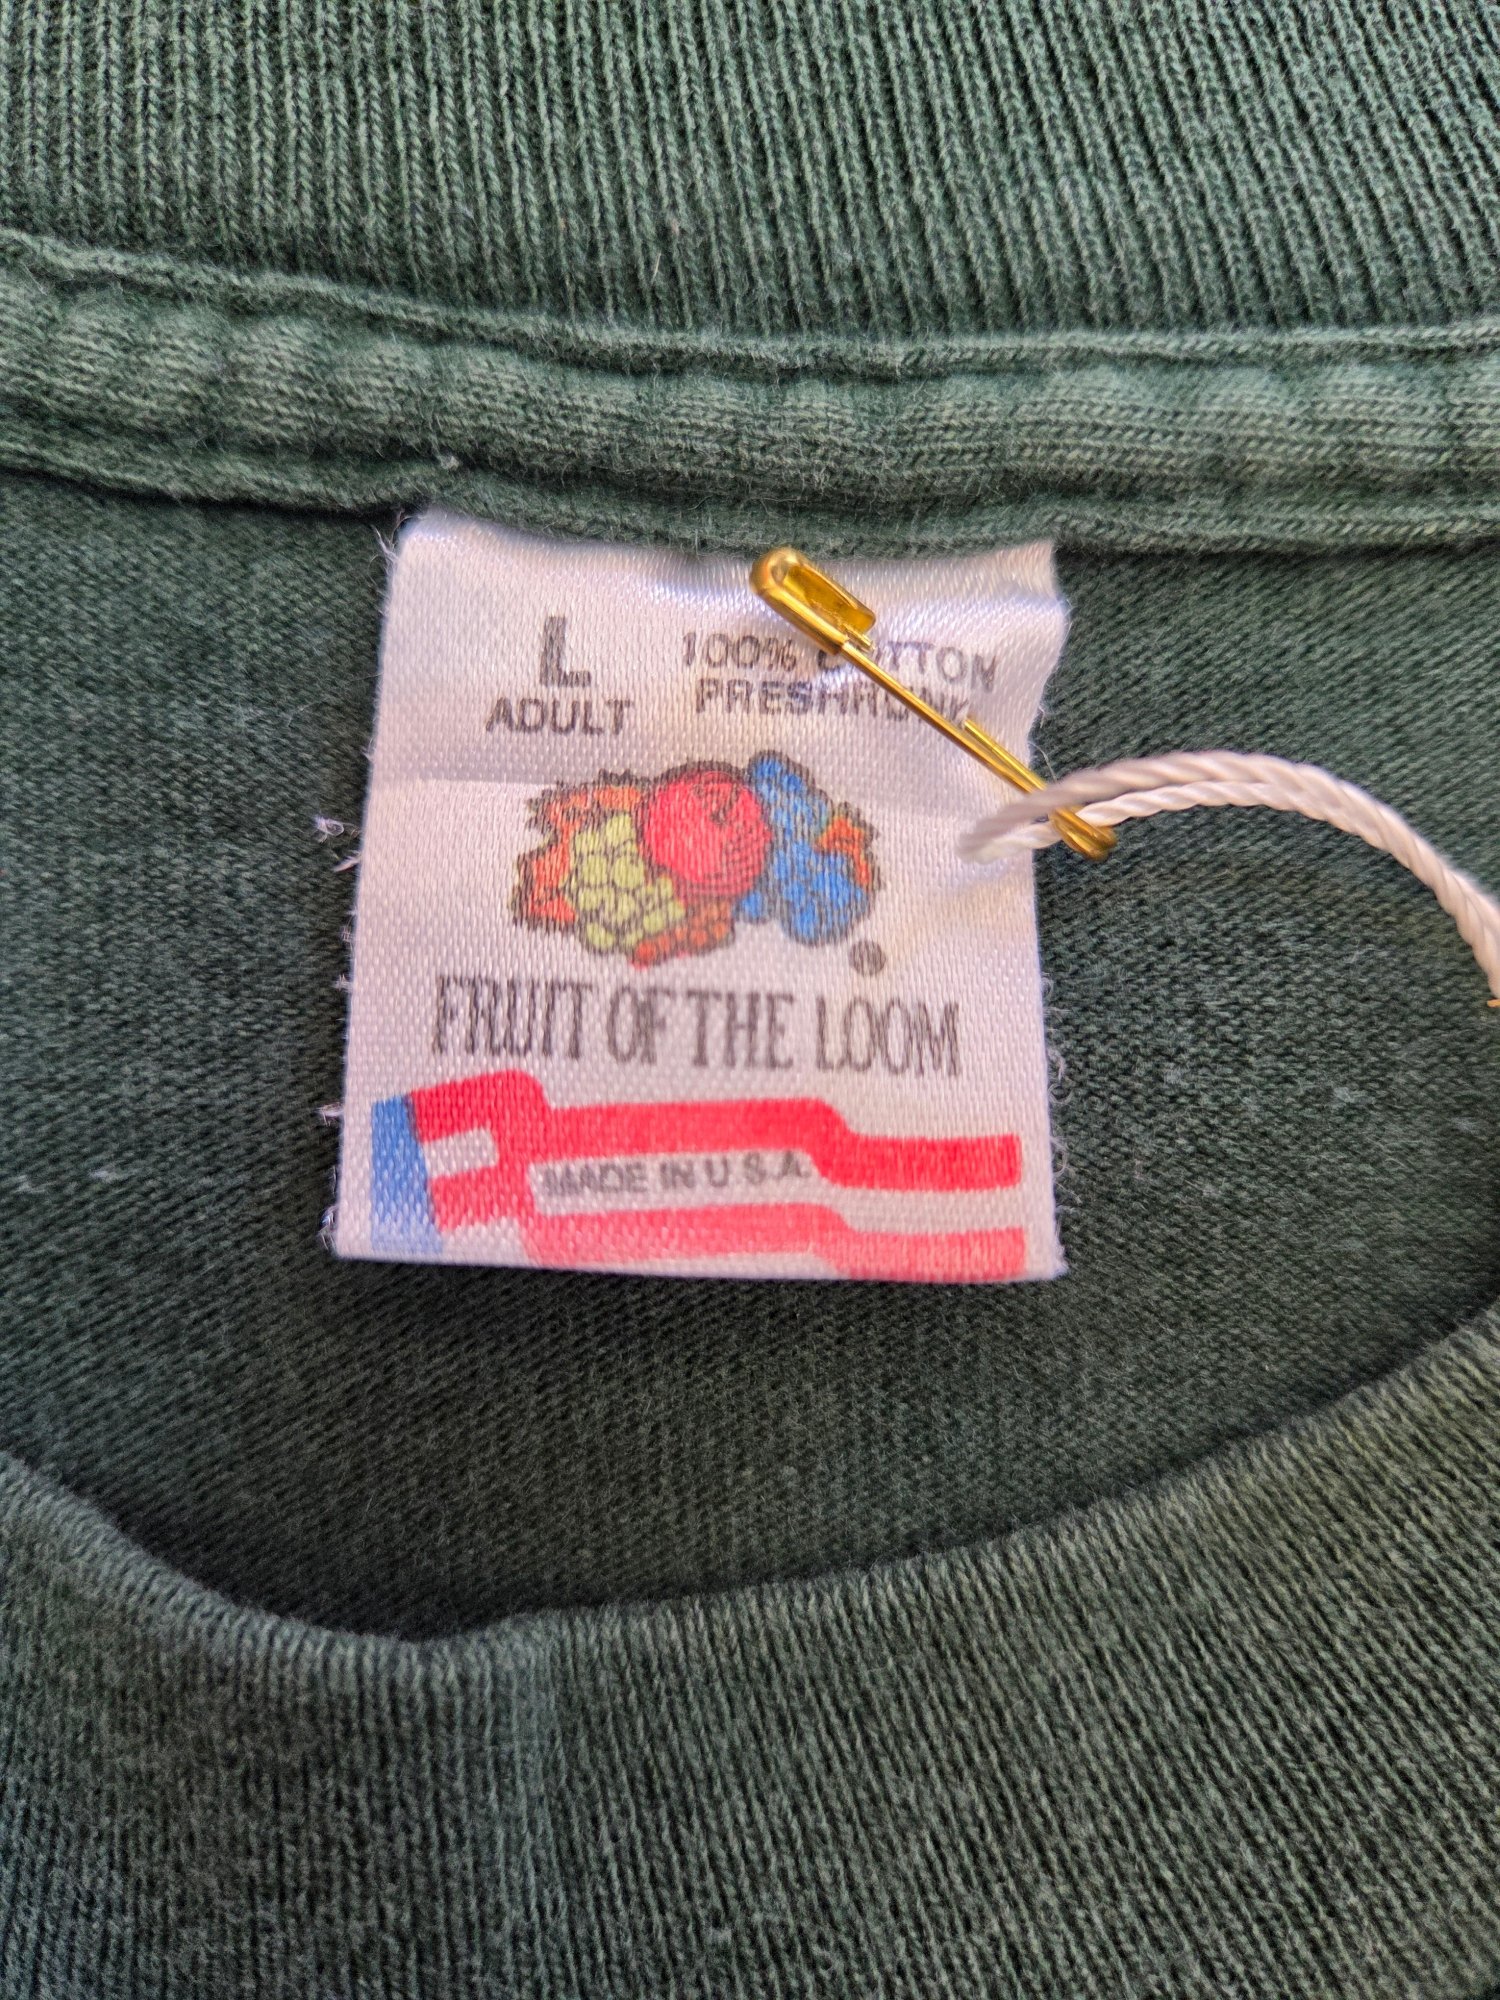 L 100% COTTON
ADULT PRESHRUNK
®
FRUIT OF THE LOOM
MADE IN U.S.A.